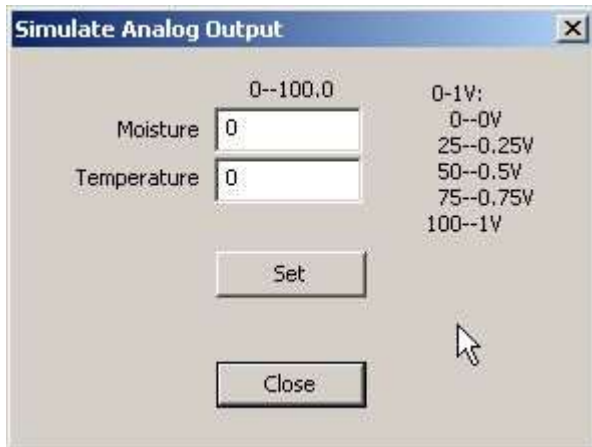 Simulate Analog Output
0--100.0
Moisture 0
Temperature 0
0-1V:
0--0V
25--0.25V
50--0.5V
75--0.75V
100--1V
Set
Close